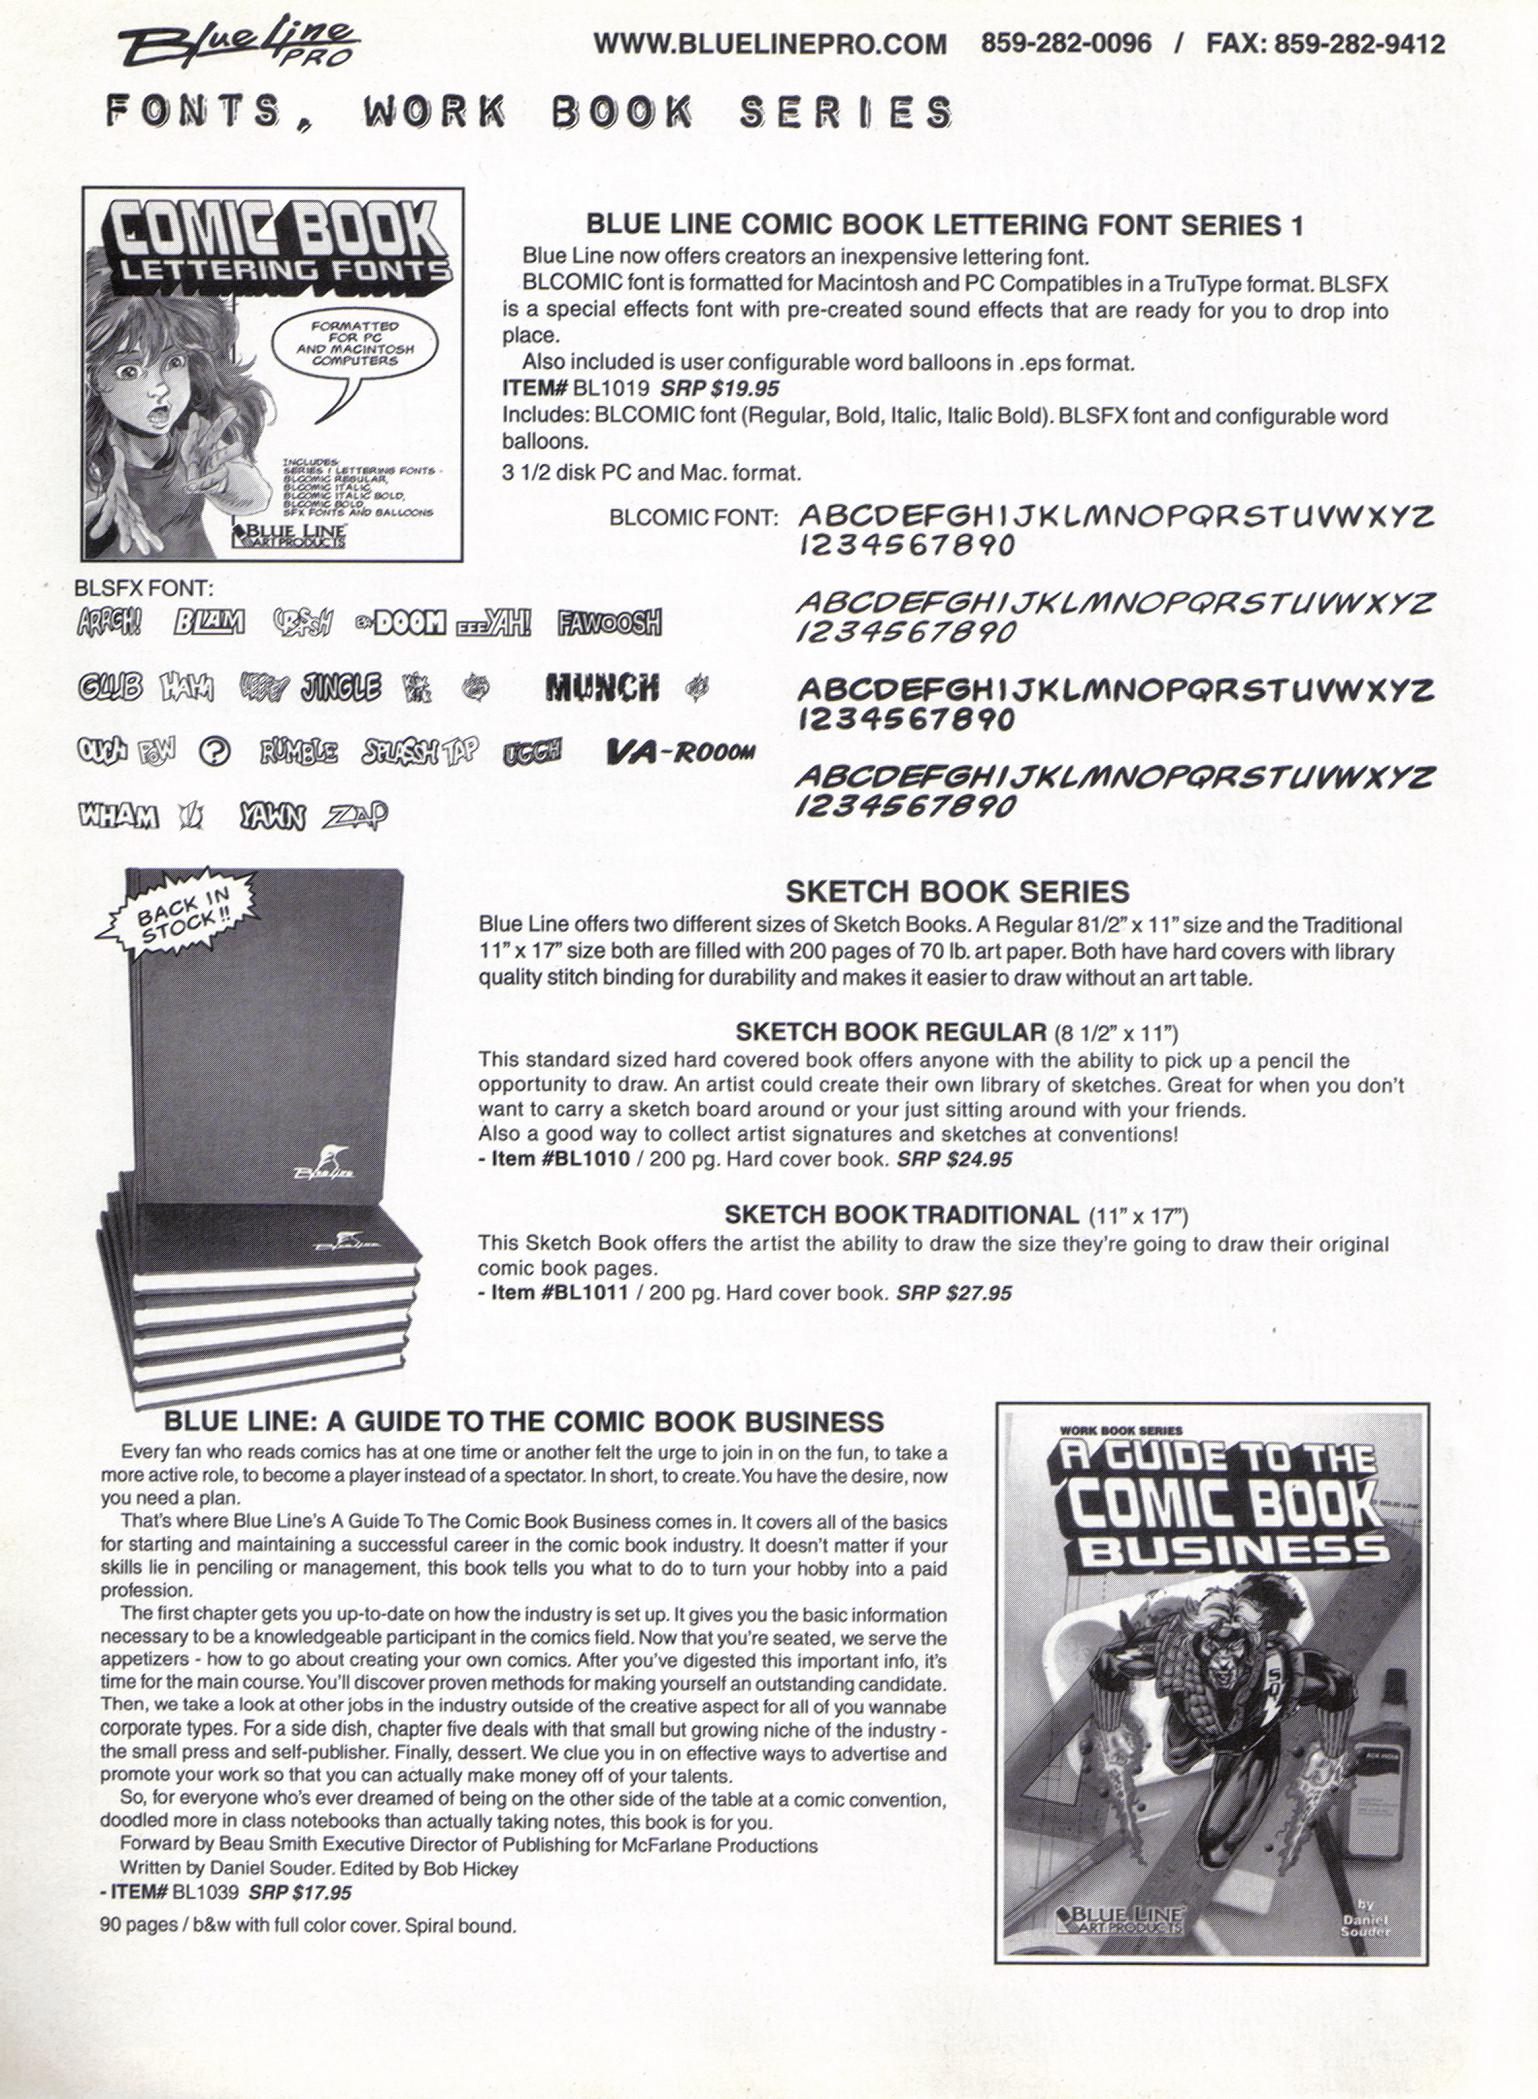 Blue Line PRO
WWW.BLUELINEPRO.COM 859-282-0096 / FAX: 859-282-9412
FONTS, WORK BOOK SERIES
COMIC BOOK
LETTERING FONTS
FORMATTED
FOR PC
AND MACINTOSH
COMPUTERS
INCLUDES
SERIES 1 LETTERING FONTS -
BLCOMIC REGULAR,
BLCOMIC ITALIC,
BLCOMIC ITALIC BOLD,
BLCOMIC BOLD,
SFX FONTS AND BALLOONS
BLUE LINE
ART PRODUCTS
BLUE LINE COMIC BOOK LETTERING FONT SERIES 1
Blue Line now offers creators an inexpensive lettering font.
BLCOMIC font is formatted for Macintosh and PC Compatibles in a TruType format. BLSFX
is a special effects font with pre-created sound effects that are ready for you to drop into
place.
Also included is user configurable word balloons in .eps format.
ITEM# BL1019 SRP $19.95
Includes: BLCOMIC font (Regular, Bold, Italic, Italic Bold). BLSFX font and configurable word
balloons.
3 1/2 disk PC and Mac. format.
BLCOMIC FONT: ABCDEFGHIJKLMNOPQRSTUVWXYZ
1234567890
ABCDEFGHIJKLMNOPQRSTUVWXYZ
1234567890
ABCDEFGHIJKLMNOPQRSTUVWXYZ
1234567890
ABCDEFGHIJKLMNOPQRSTUVWXYZ
1234567890
BLSFX FONT:
ARRGH! BLAM CRASH DOOM EEEYAH! FAWOOSH
GLUB HAHA JINGLE MUNCH
OUCH POW ? RUMBLE SPLASSH TAP UGGH VA-ROOOM
WHAM YAWN ZAP
BACK IN
STOCK!!
Blue Line
Blue Line
SKETCH BOOK SERIES
Blue Line offers two different sizes of Sketch Books. A Regular 81/2" x 11" size and the Traditional
11" x 17" size both are filled with 200 pages of 70 lb. art paper. Both have hard covers with library
quality stitch binding for durability and makes it easier to draw without an art table.
SKETCH BOOK REGULAR (8 1/2" x 11")
This standard sized hard covered book offers anyone with the ability to pick up a pencil the
opportunity to draw. An artist could create their own library of sketches. Great for when you don't
want to carry a sketch board around or your just sitting around with your friends.
Also a good way to collect artist signatures and sketches at conventions!
- Item #BL1010 / 200 pg. Hard cover book. SRP $24.95
SKETCH BOOK TRADITIONAL (11" x 17")
This Sketch Book offers the artist the ability to draw the size they're going to draw their original
comic book pages.
- Item #BL1011 / 200 pg. Hard cover book. SRP $27.95
BLUE LINE: A GUIDE TO THE COMIC BOOK BUSINESS
Every fan who reads comics has at one time or another felt the urge to join in on the fun, to take a
more active role, to become a player instead of a spectator. In short, to create. You have the desire, now
you need a plan.
That's where Blue Line's A Guide To The Comic Book Business comes in. It covers all of the basics
for starting and maintaining a successful career in the comic book industry. It doesn't matter if your
skills lie in penciling or management, this book tells you what to do to turn your hobby into a paid
profession.
The first chapter gets you up-to-date on how the industry is set up. It gives you the basic information
necessary to be a knowledgeable participant in the comics field. Now that you're seated, we serve the
appetizers - how to go about creating your own comics. After you've digested this important info, it's
time for the main course. You'll discover proven methods for making yourself an outstanding candidate.
Then, we take a look at other jobs in the industry outside of the creative aspect for all of you wannabe
corporate types. For a side dish, chapter five deals with that small but growing niche of the industry -
the small press and self-publisher. Finally, dessert. We clue you in on effective ways to advertise and
promote your work so that you can actually make money off of your talents.
So, for everyone who's ever dreamed of being on the other side of the table at a comic convention,
doodled more in class notebooks than actually taking notes, this book is for you.
Forward by Beau Smith Executive Director of Publishing for McFarlane Productions
Written by Daniel Souder. Edited by Bob Hickey
- ITEM# BL1039 SRP $17.95
90 pages / b&w with full color cover. Spiral bound.
WORK BOOK SERIES
A GUIDE TO THE
COMIC BOOK
BUSINESS
BLUE LINE
ART PRODUCTS
by
Daniel
Souder